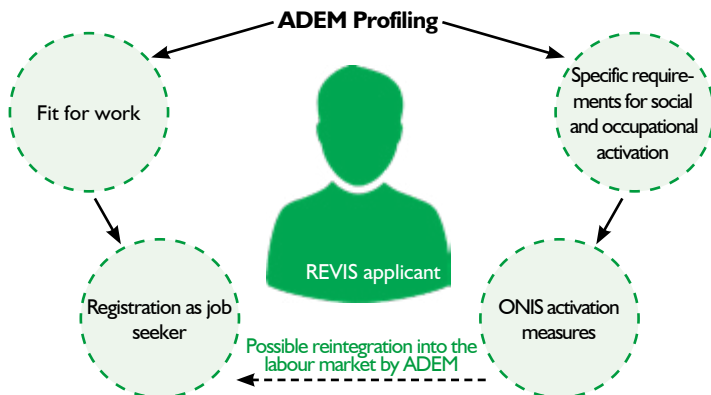 ADEM Profiling
Fit for work
Specific require-
ments for social
and occupational
activation
REVIS applicant
Registration as job
seeker
ONIS activation
measures
Possible reintegration into the
labour market by ADEM